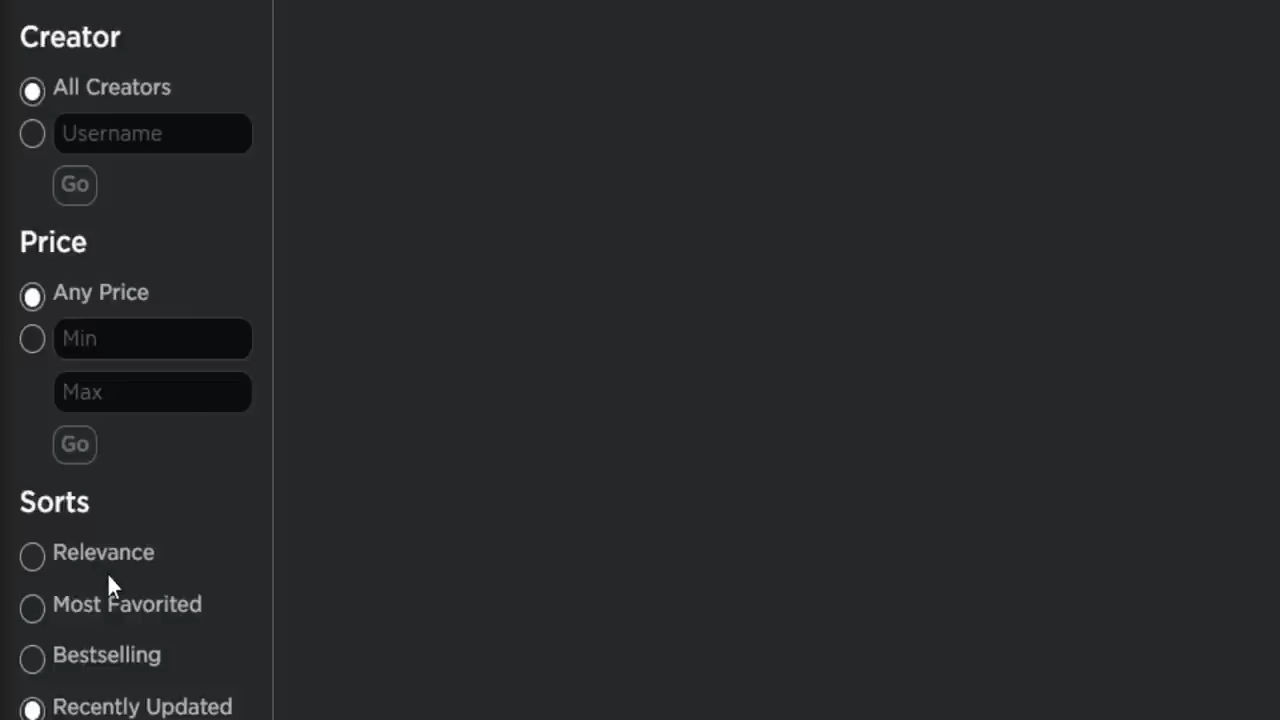 Creator
All Creators
Username
Go
Price
Any Price
Min
Max
Go
Sorts
Relevance
Most Favorited
Bestselling
Recently Updated